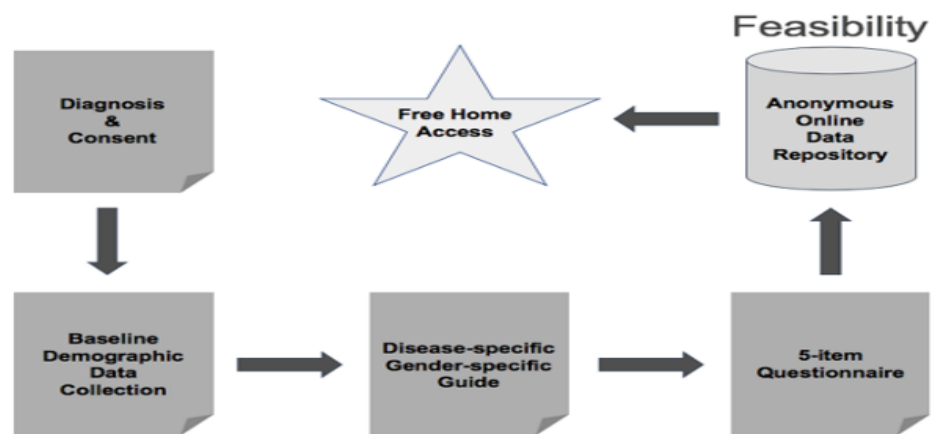 Feasibility
Diagnosis
&
Consent
Free Home
Access
Anonymous
Online
Data
Repository
Baseline
Demographic
Data
Collection
Disease-specific
Gender-specific
Guide
5-item
Questionnaire